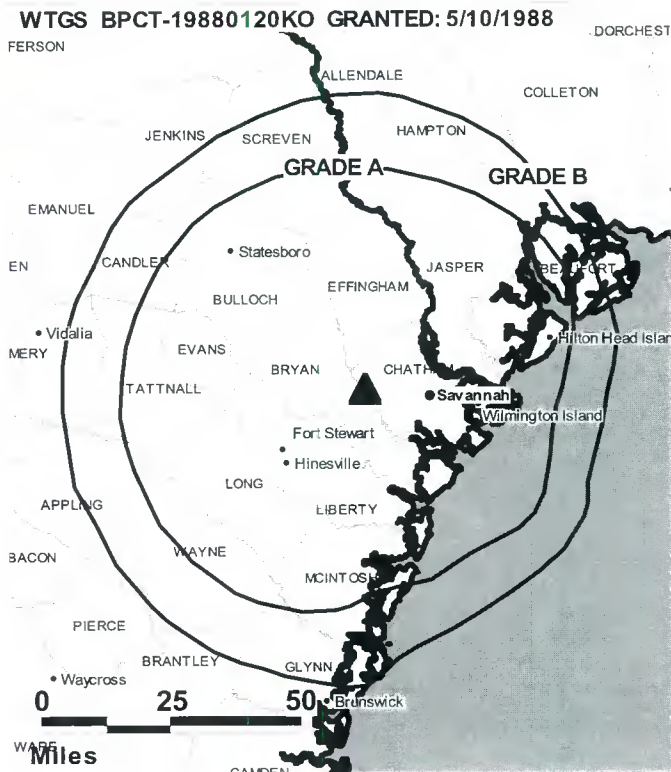 WTGS BPCT-19880120KO GRANTED: 5/10/1988
DORCHEST
FERSON
ALLENDALE
COLLETON
JENKINS
SCREVEN
HAMPTON
GRADE A
GRADE B
EMANUEL
Statesboro
EN
CANDLER
JASPER
BEAUFORT
EFFINGHAM
BULLOCH
Vidalia
Hilton Head Islan
MERY
EVANS
BRYAN
CHATHAM
TATTNALL
Savannah
Wilmington Island
Fort Stewart
Hinesville
LONG
APPLING
LIBERTY
WAYNE
BACON
MCINTOSH
PIERCE
BRANTLEY
GLYNN
Waycross
0 25 50
Brunswick
WARE
Miles
CAMDEN